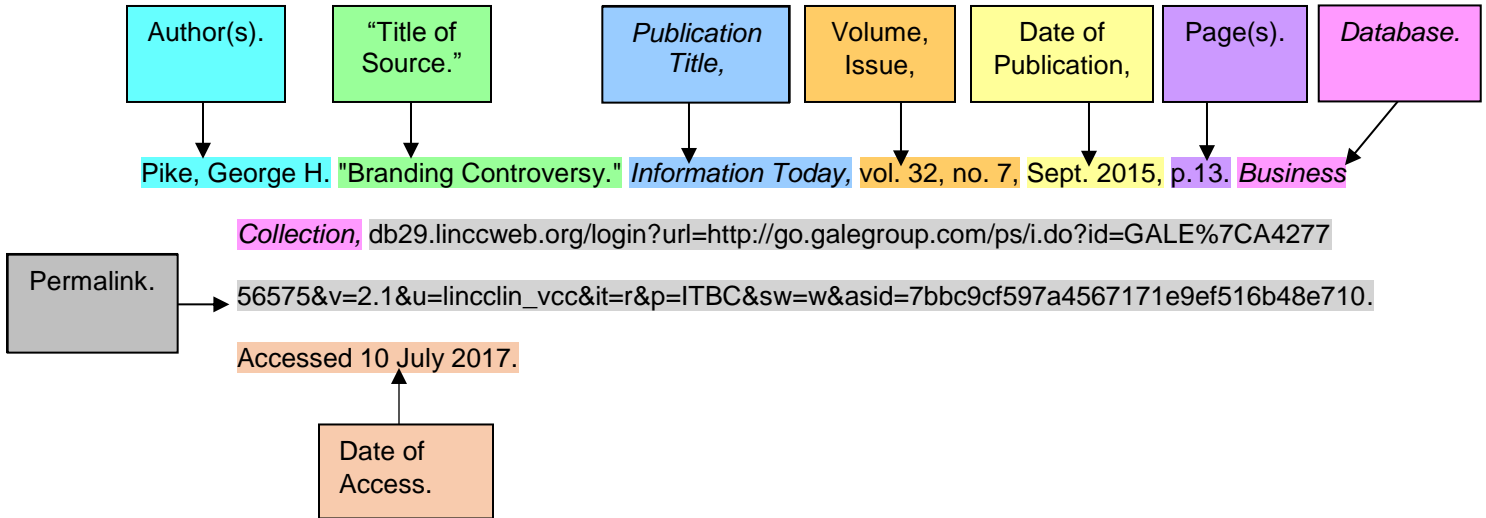 Author(s).
“Title of
Source.”
Publication
Title,
Volume,
Issue,
Date of
Publication,
Page(s).
Database.
Pike, George H. "Branding Controversy." Information Today, vol. 32, no. 7, Sept. 2015, p.13. Business
Collection, db29.linccweb.org/login?url=http://go.galegroup.com/ps/i.do?id=GALE%7CA4277
Permalink.
56575&v=2.1&u=lincclin_vcc&it=r&p=ITBC&sw=w&asid=7bbc9cf597a4567171e9ef516b48e710.
Accessed 10 July 2017.
Date of
Access.